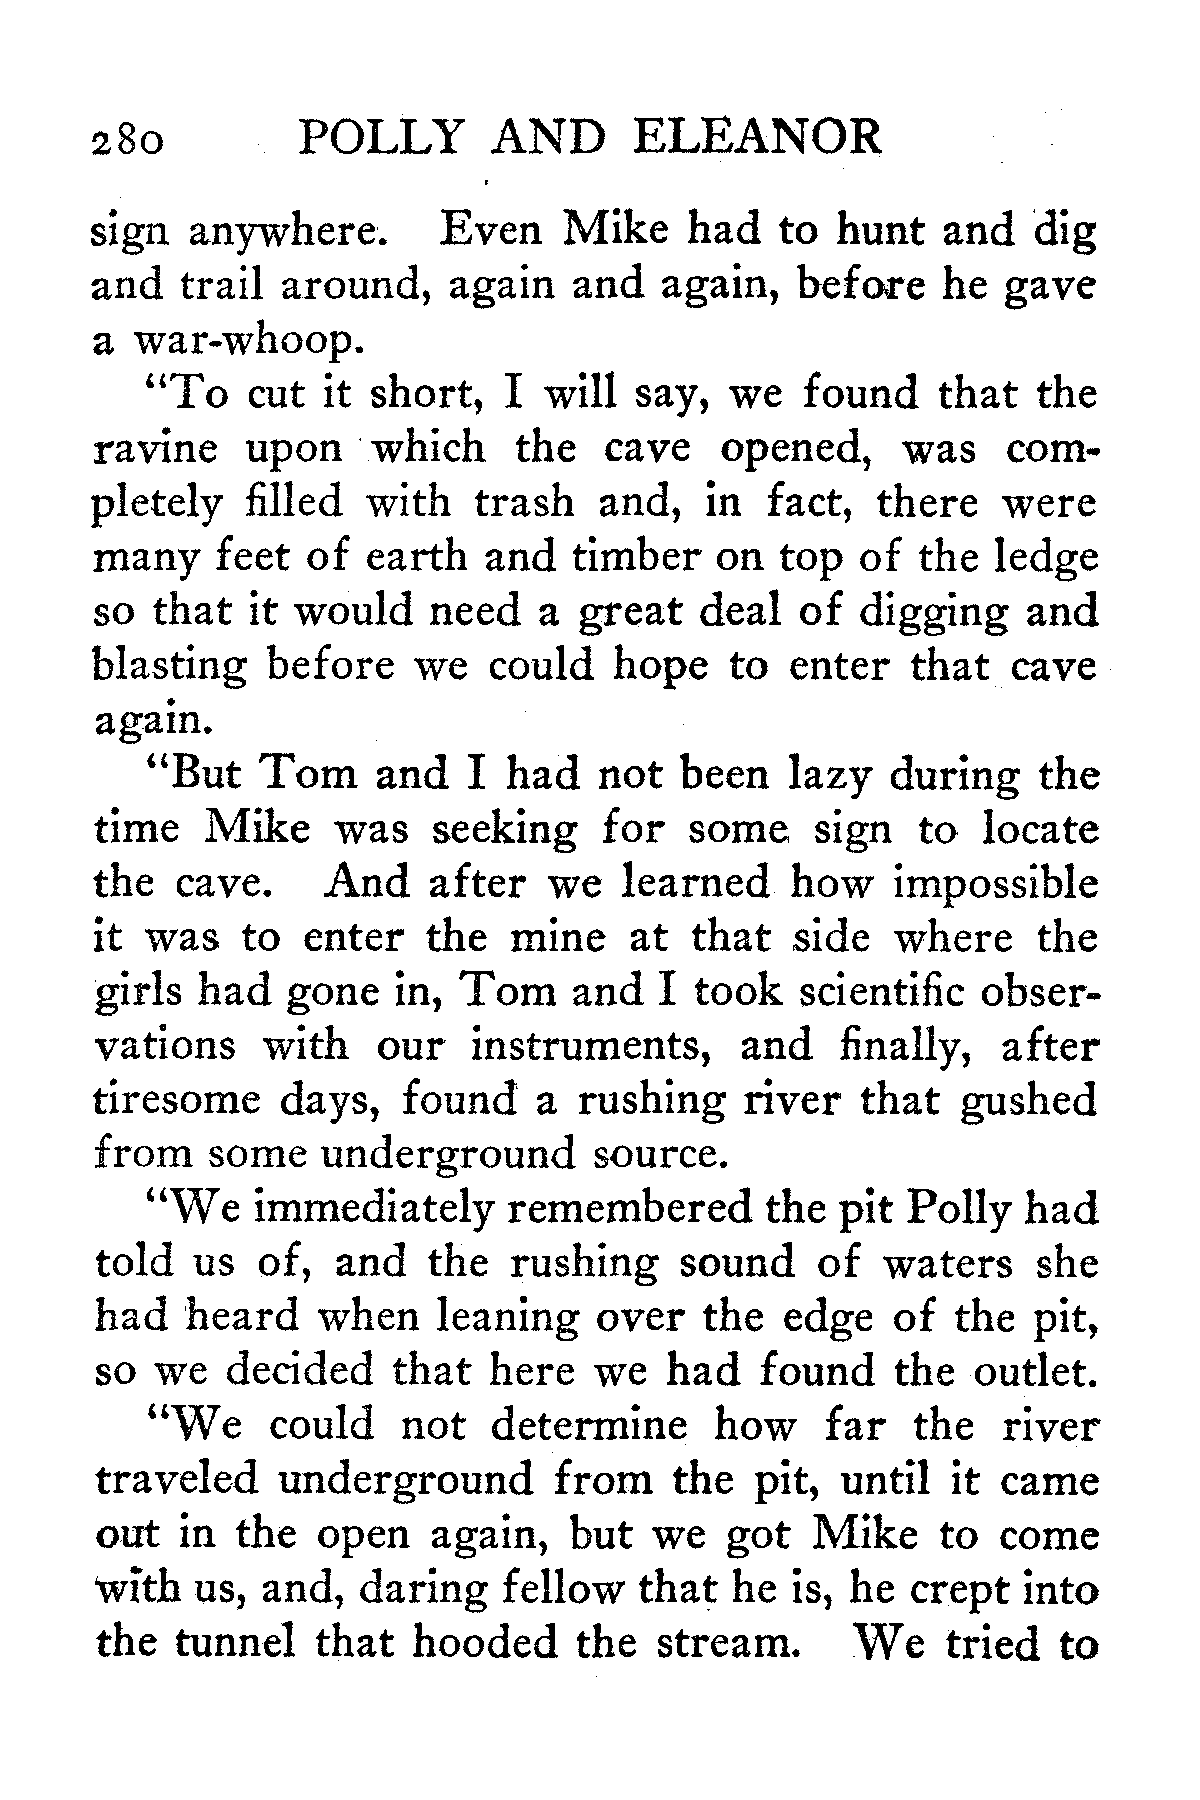 280 POLLY AND ELEANOR
sign anywhere. Even Mike had to hunt and dig
and trail around, again and again, before he gave
a war-whoop.
"To cut it short, I will say, we found that the
ravine upon which the cave opened, was com-
pletely filled with trash and, in fact, there were
many feet of earth and timber on top of the ledge
so that it would need a great deal of digging and
blasting before we could hope to enter that cave
again.
"But Tom and I had not been lazy during the
time Mike was seeking for some sign to locate
the cave. And after we learned how impossible
it was to enter the mine at that side where the
girls had gone in, Tom and I took scientific obser-
vations with our instruments, and finally, after
tiresome days, found a rushing river that gushed
from some underground source.
"We immediately remembered the pit Polly had
told us of, and the rushing sound of waters she
had heard when leaning over the edge of the pit,
so we decided that here we had found the outlet.
"We could not determine how far the river
traveled underground from the pit, until it came
out in the open again, but we got Mike to come
with us, and, daring fellow that he is, he crept into
the tunnel that hooded the stream. We tried to